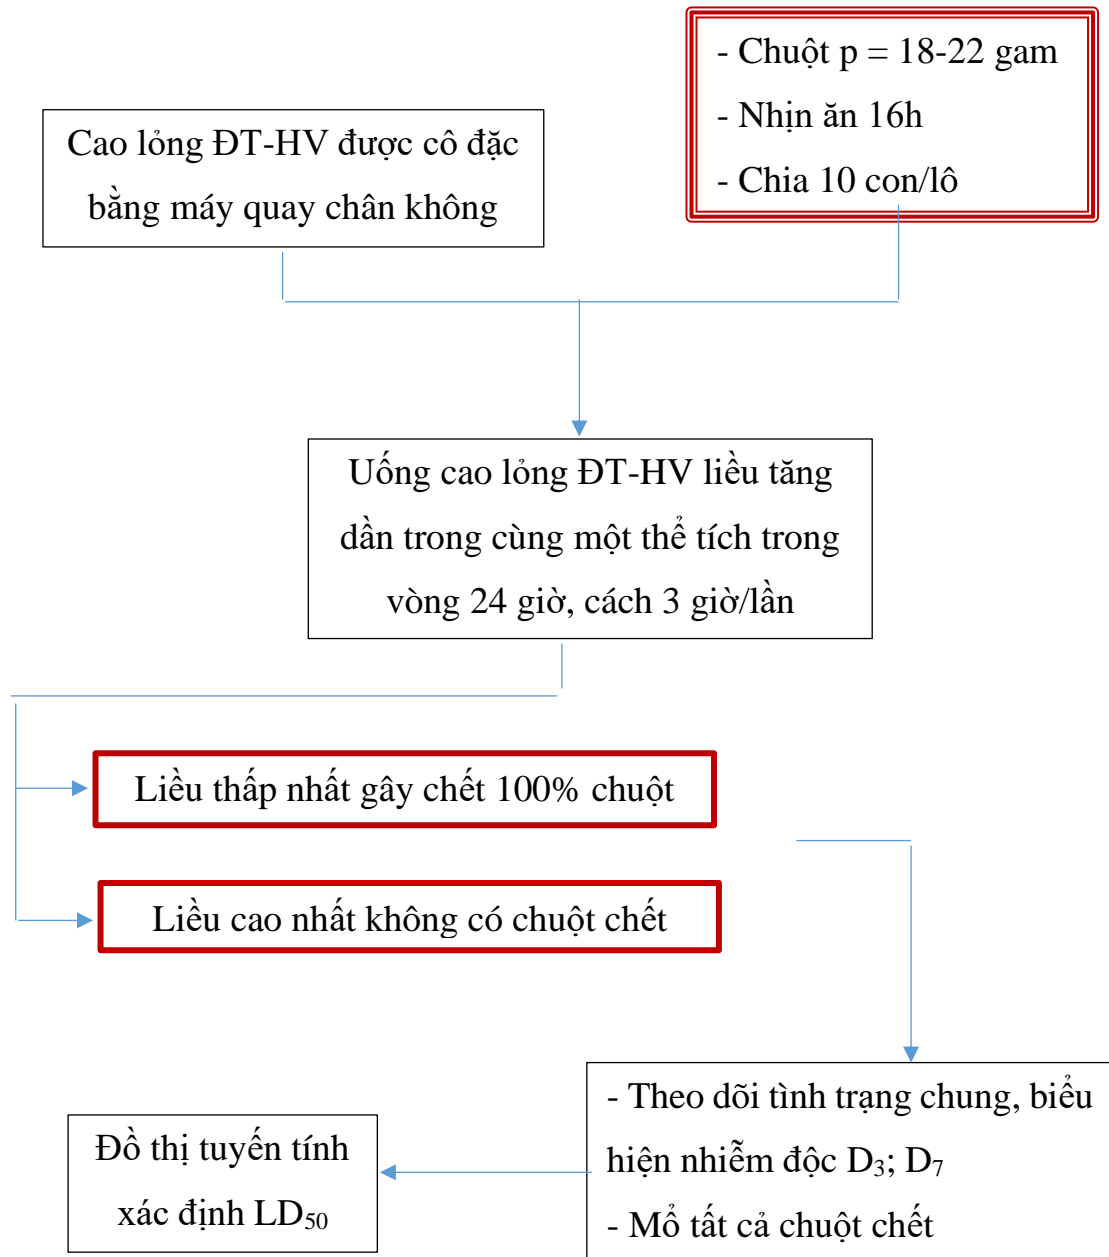 - Chuột p = 18-22 gam
- Nhịn ăn 16h
- Chia 10 con/lô
Cao lỏng ĐT-HV được cô đặc
bằng máy quay chân không
Uống cao lỏng ĐT-HV liều tăng
dần trong cùng một thể tích trong
vòng 24 giờ, cách 3 giờ/lần
Liều thấp nhất gây chết 100% chuột
Liều cao nhất không có chuột chết
- Theo dõi tình trạng chung, biểu
hiện nhiễm độc D₃; D₇
- Mổ tất cả chuột chết
Đồ thị tuyến tính
xác định LD₅₀